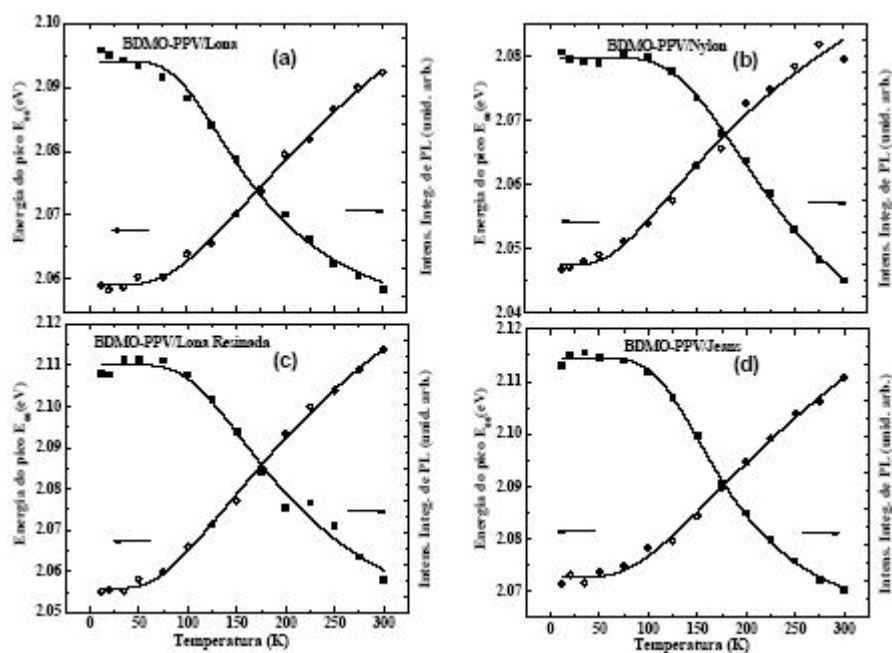 BDMO-PPV/Lona
(a)
Energia do pico E00(eV)
2.10
2.09
2.08
2.07
2.06
Intens. Integ. de PL (unid. arb.)
BDMO-PPV/Nylon
(b)
Energia do pico E00(eV)
2.08
2.07
2.06
2.05
2.04
Intens. Integ. de PL (unid. arb.)
BDMO-PPV/Lona Resinada
(c)
Energia do pico E00(eV)
2.12
2.11
2.10
2.09
2.08
2.07
2.06
2.05
Intens. Integ. de PL (unid. arb.)
0 50 100 150 200 250 300
Temperatura (K)
BDMO-PPV/Jeans
(d)
Energia do pico E00(eV)
2.12
2.11
2.10
2.09
2.08
2.07
Intens. Integ. de PL (unid. arb.)
0 50 100 150 200 250 300
Temperatura (K)